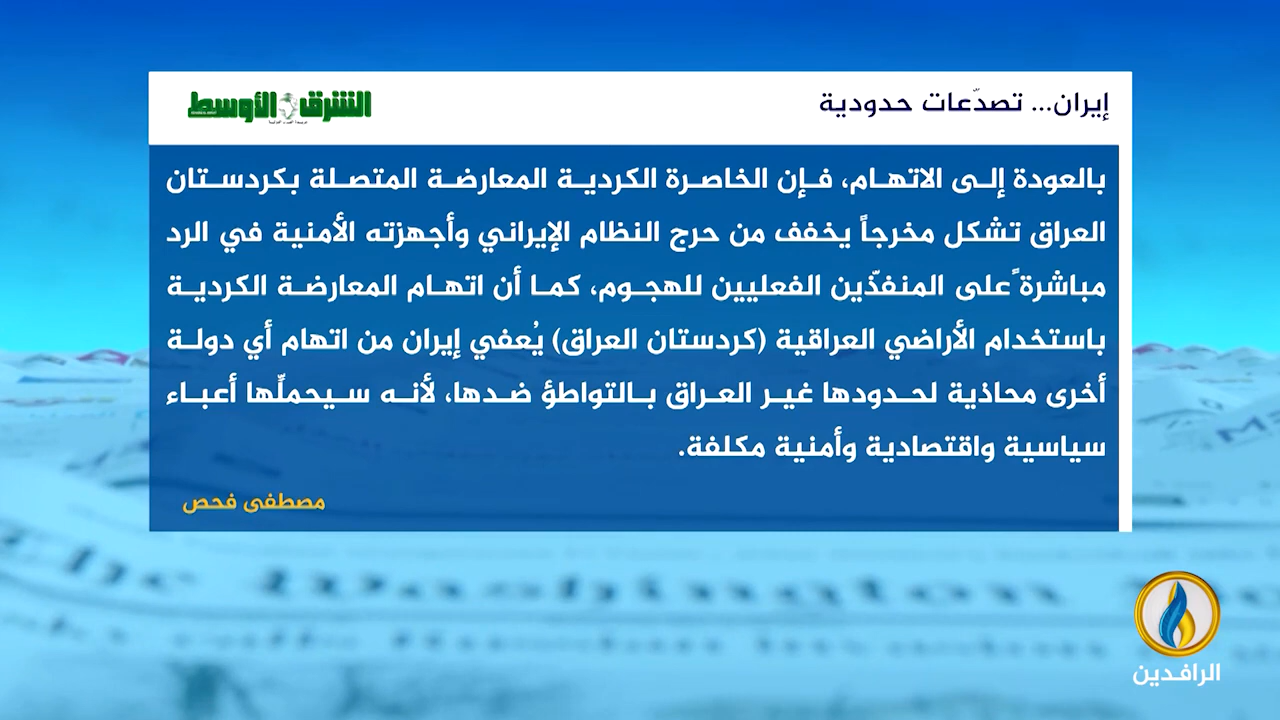 إيران... تصدّعات حدودية
الشرق الأوسط
بالعودة إلى الاتهام، فإن الخاصرة الكردية المعارضة المتصلة بكردستان
العراق تشكل مخرجاً يخفف من حرج النظام الإيراني وأجهزته الأمنية في الرد
مباشرة ًعلى المنفذّين الفعليين للهجوم، كما أن اتهام المعارضة الكردية
باستخدام الأراضي العراقية (كردستان العراق) يُعفي إيران من اتهام أي دولة
أخرى محاذية لحدودها غير العراق بالتواطؤ ضدها، لأنه سيحملّها أعباء
سياسية واقتصادية وأمنية مكلفة.
مصطفى فحص
الرافدين